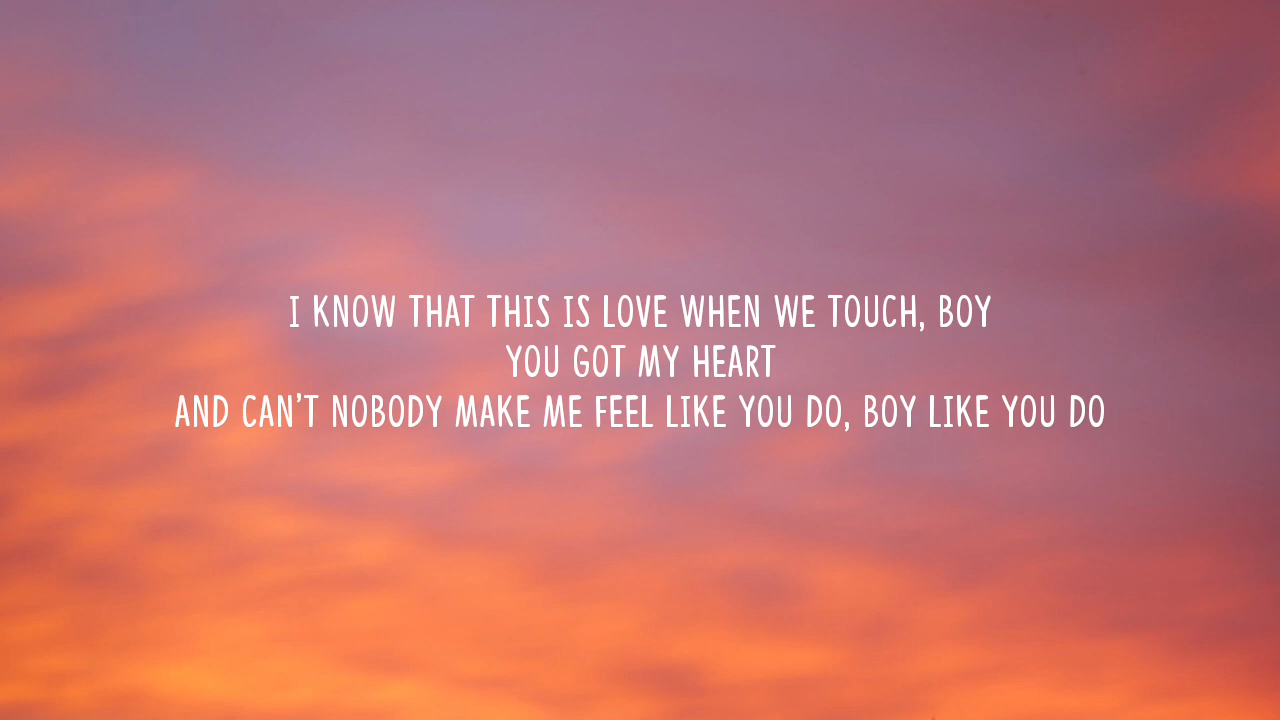 I KNOW THAT THIS IS LOVE WHEN WE TOUCH, BOY
YOU GOT MY HEART
AND CAN'T NOBODY MAKE ME FEEL LIKE YOU DO, BOY LIKE YOU DO